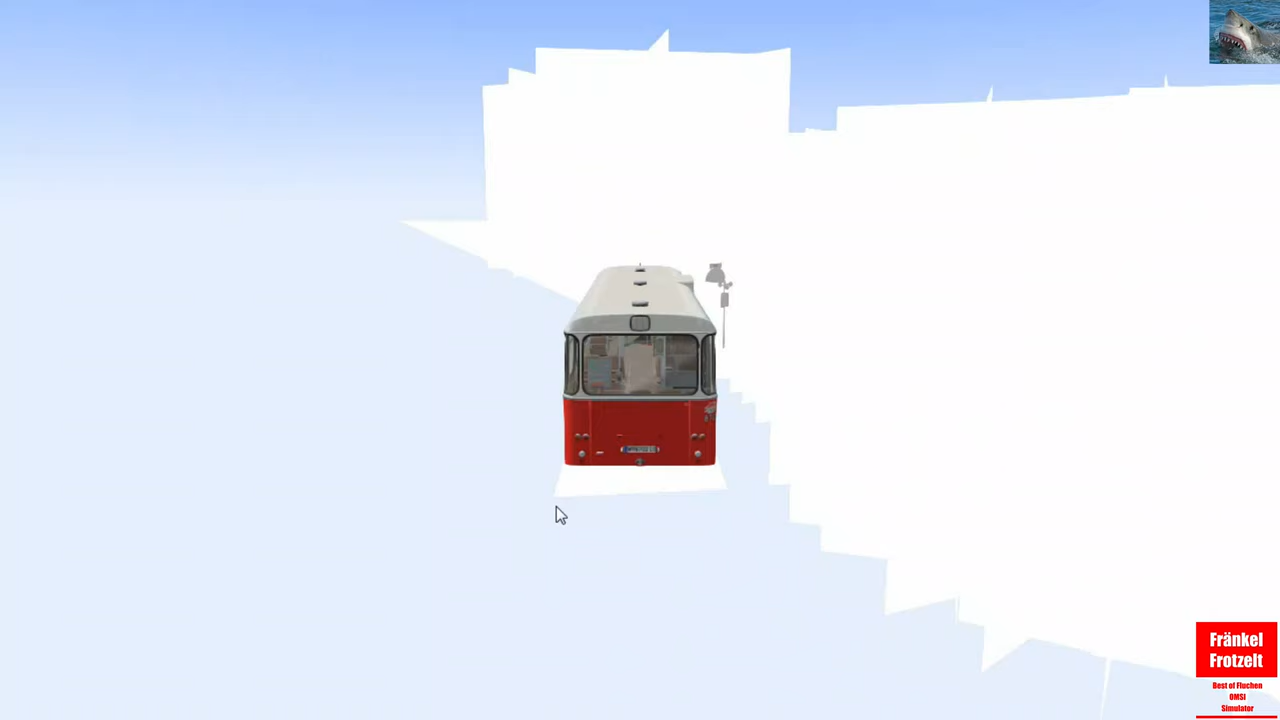 Fränkel
Frotzelt
Best of Fluchen
OMSI
Simulator